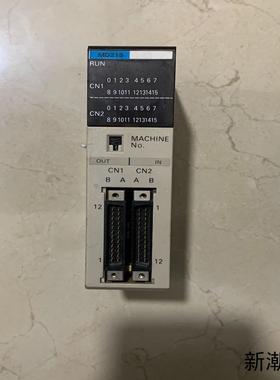 MD215
RUN
0 1 2 3 4 5 6 7
CN1
8 9 10 11 12 13 14 15
0 1 2 3 4 5 6 7
CN2
8 9 10 11 12 13 14 15
MACHINE
No.
OUT IN
CN1 CN2
B A A B
12 1
1 12
新潮